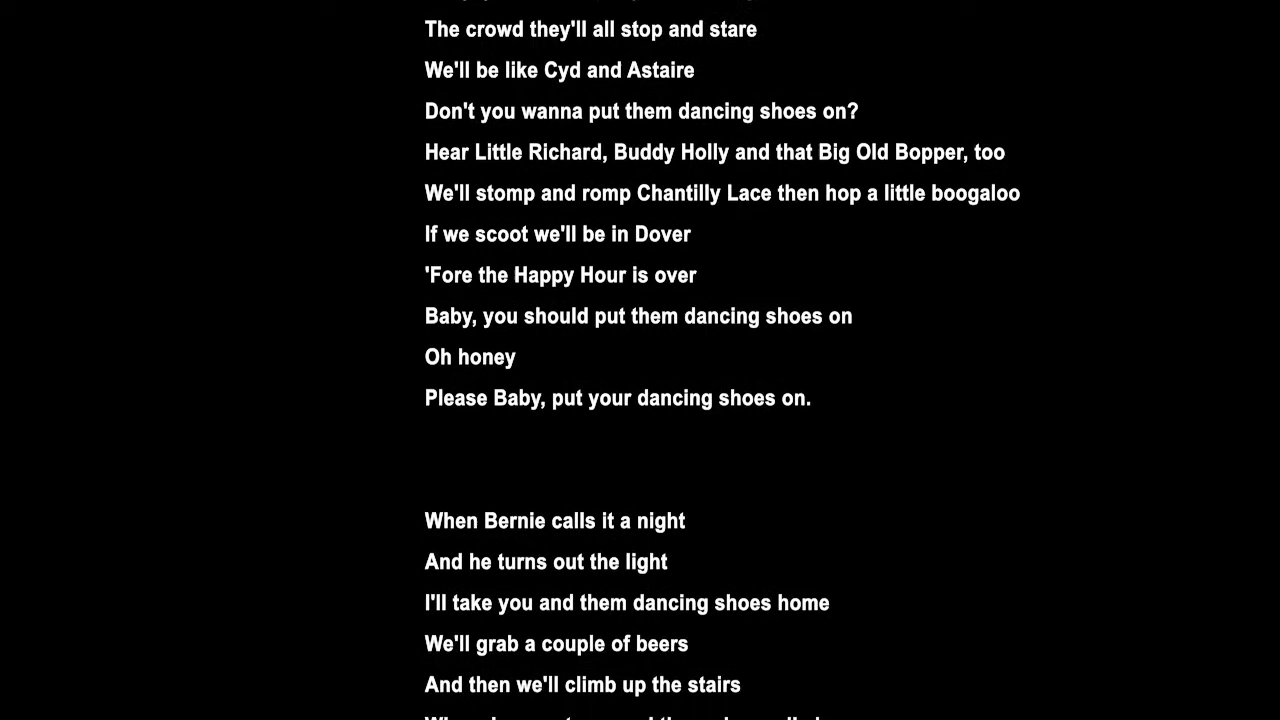 The crowd they'll all stop and stare
We'll be like Cyd and Astaire
Don't you wanna put them dancing shoes on?
Hear Little Richard, Buddy Holly and that Big Old Bopper, too
We'll stomp and romp Chantilly Lace then hop a little boogaloo
If we scoot we'll be in Dover
'Fore the Happy Hour is over
Baby, you should put them dancing shoes on
Oh honey
Please Baby, put your dancing shoes on.
When Bernie calls it a night
And he turns out the light
I'll take you and them dancing shoes home
We'll grab a couple of beers
And then we'll climb up the stairs